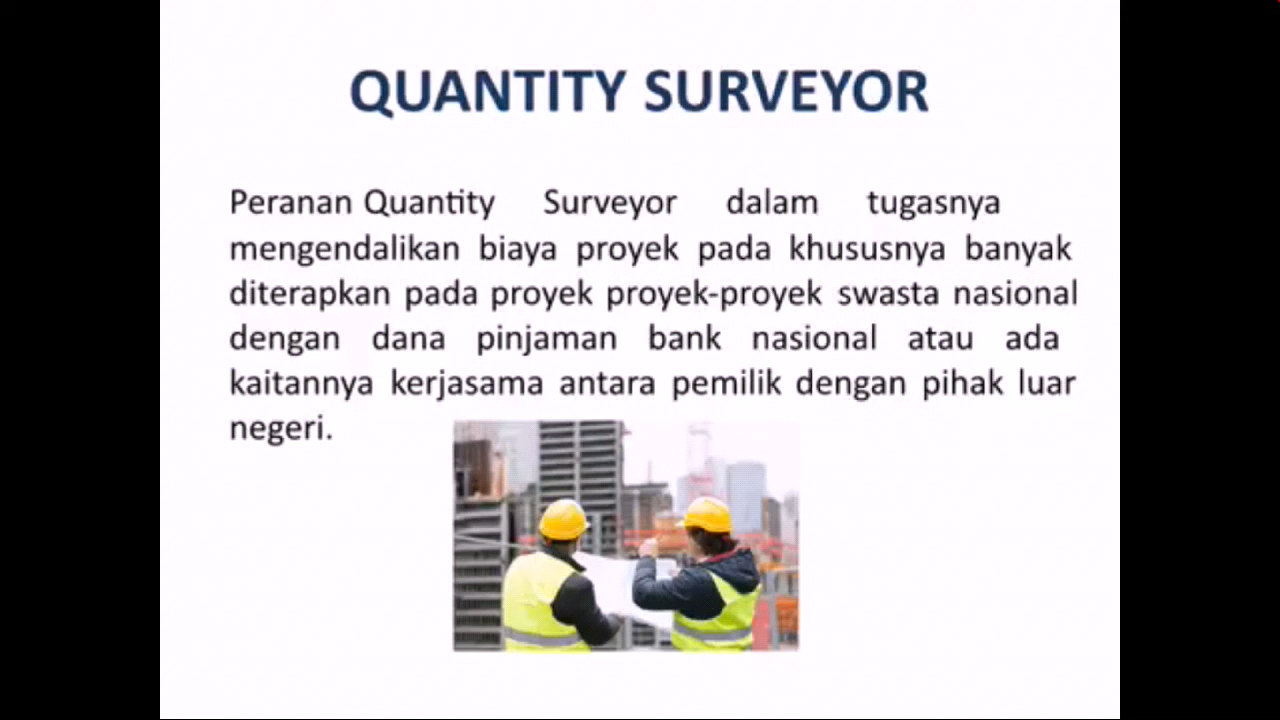 QUANTITY SURVEYOR
Peranan Quantity Surveyor dalam tugasnya
mengendalikan biaya proyek pada khususnya banyak
diterapkan pada proyek proyek-proyek swasta nasional
dengan dana pinjaman bank nasional atau ada
kaitannya kerjasama antara pemilik dengan pihak luar
negeri.